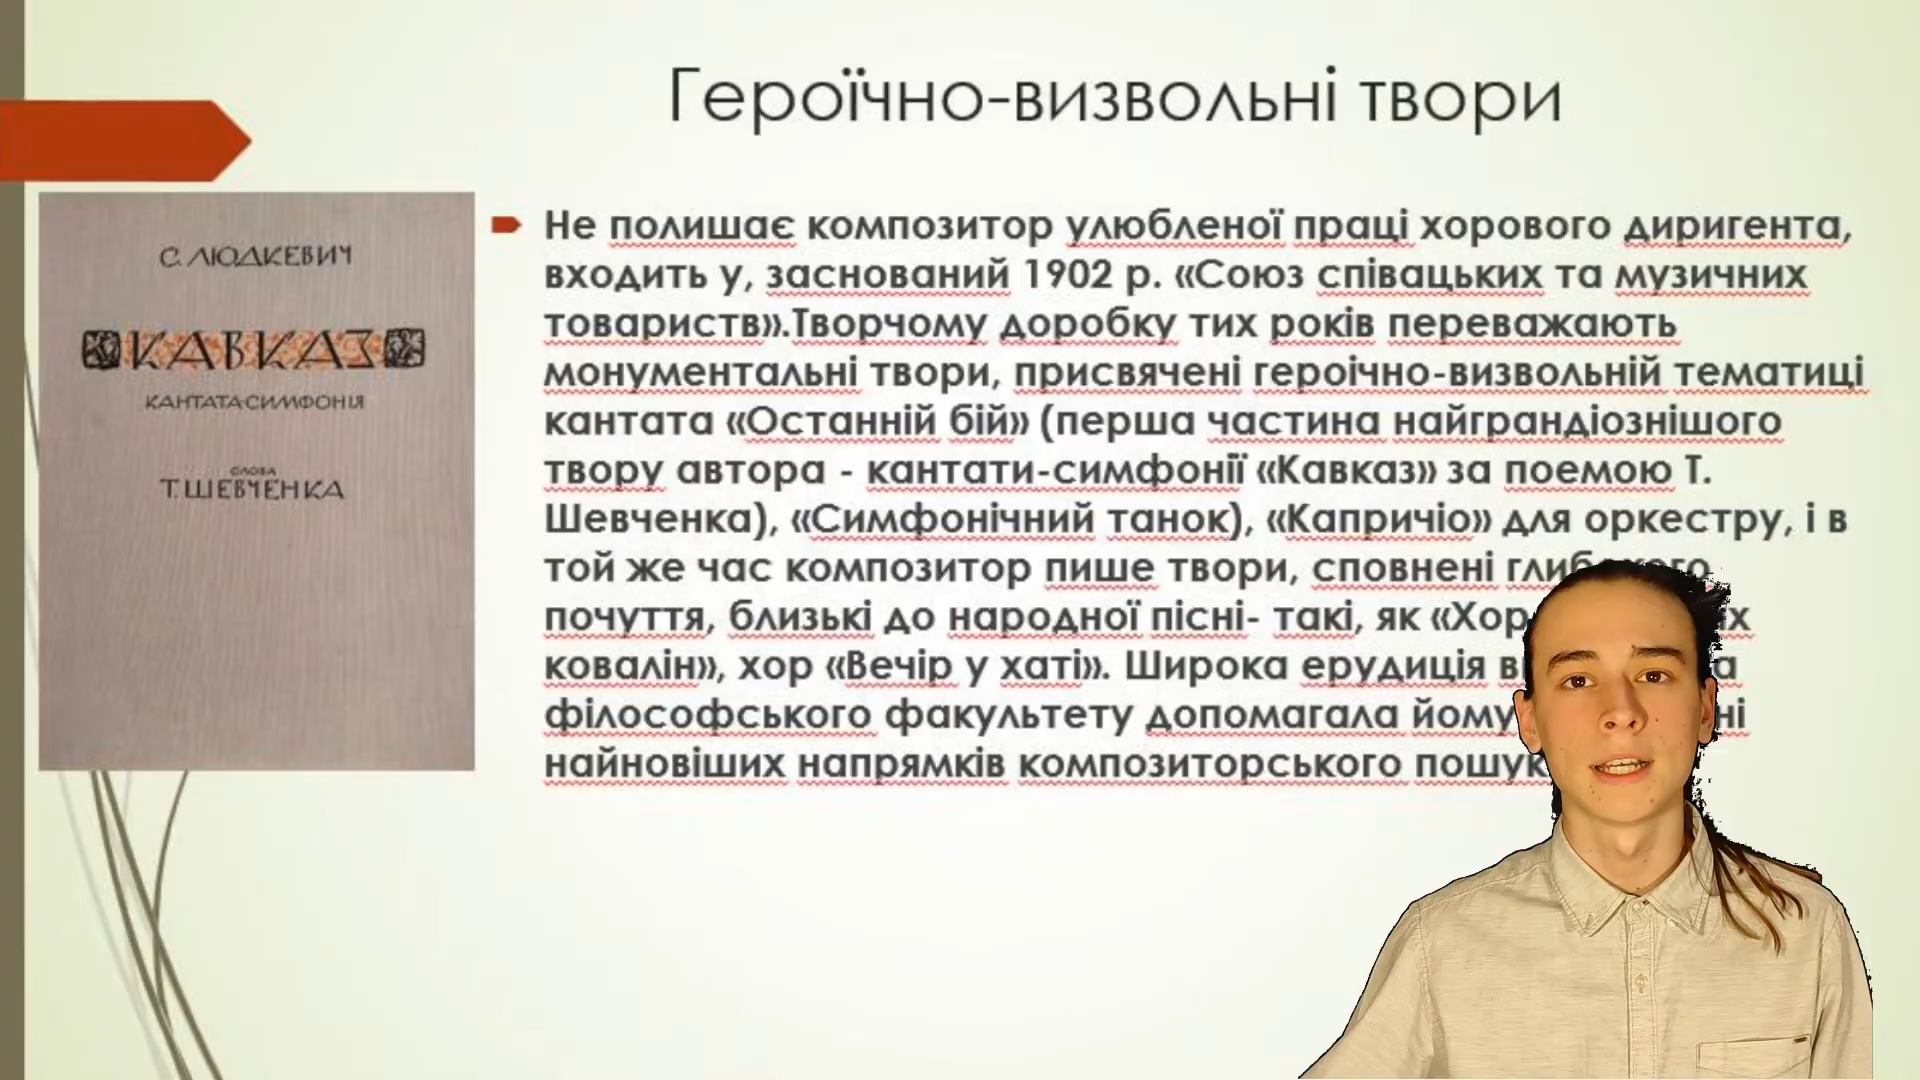 Героїчно-визвольні твори
С. ЛЮДКЕВИЧ
КАВКАЗ
КАНТАТА-СИМФОНІЯ
СЛОВА
Т. ШЕВЧЕНКА
Не полишає композитор улюбленої праці хорового диригента,
входить у, заснований 1902 р. «Союз співацьких та музичних
товариств».Творчому доробку тих років переважають
монументальні твори, присвячені героічно-визвольній тематиці
кантата «Останній бій» (перша частина найграндіознішого
твору автора - кантати-симфонії «Кавказ» за поемою Т.
Шевченка), «Симфонічний танок), «Капричіо» для оркестру, і в
той же час композитор пише твори, сповнені
почуття, близькі до народної пісні- такі, як «Хор
ковалін», хор «Вечір у хаті». Широка ерудиція
філософського факультету допомагала йому
найновіших напрямків композиторського